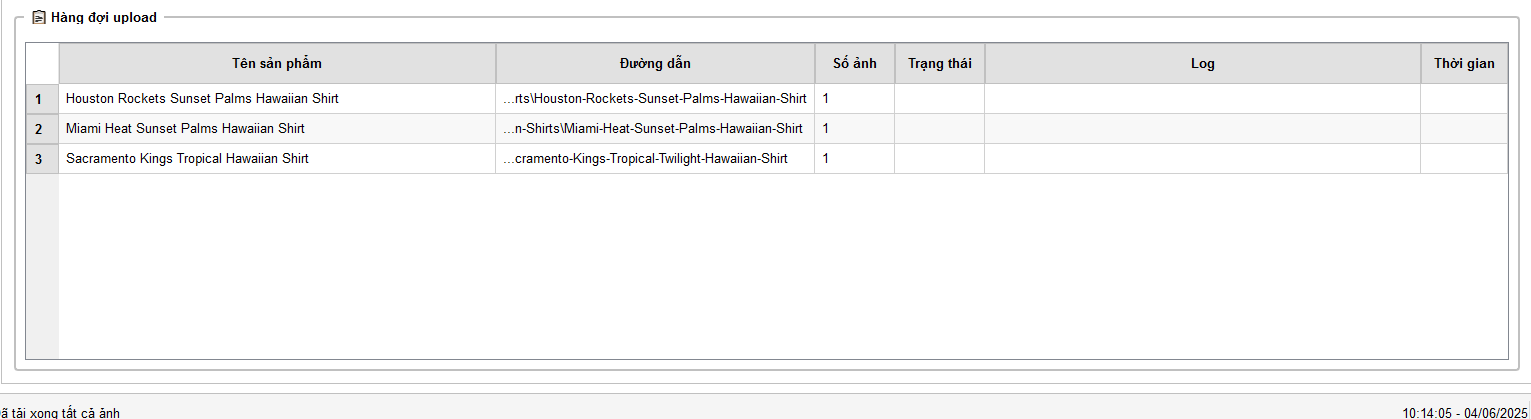 Hàng đợi upload
Tên sản phẩm Đường dẫn Số ảnh Trạng thái Log Thời gian
1 Houston Rockets Sunset Palms Hawaiian Shirt ...rts\Houston-Rockets-Sunset-Palms-Hawaiian-Shirt 1
2 Miami Heat Sunset Palms Hawaiian Shirt ...n-Shirts\Miami-Heat-Sunset-Palms-Hawaiian-Shirt 1
3 Sacramento Kings Tropical Hawaiian Shirt ...cramento-Kings-Tropical-Twilight-Hawaiian-Shirt 1
ã tải xong tất cả ảnh 10:14:05 - 04/06/2025